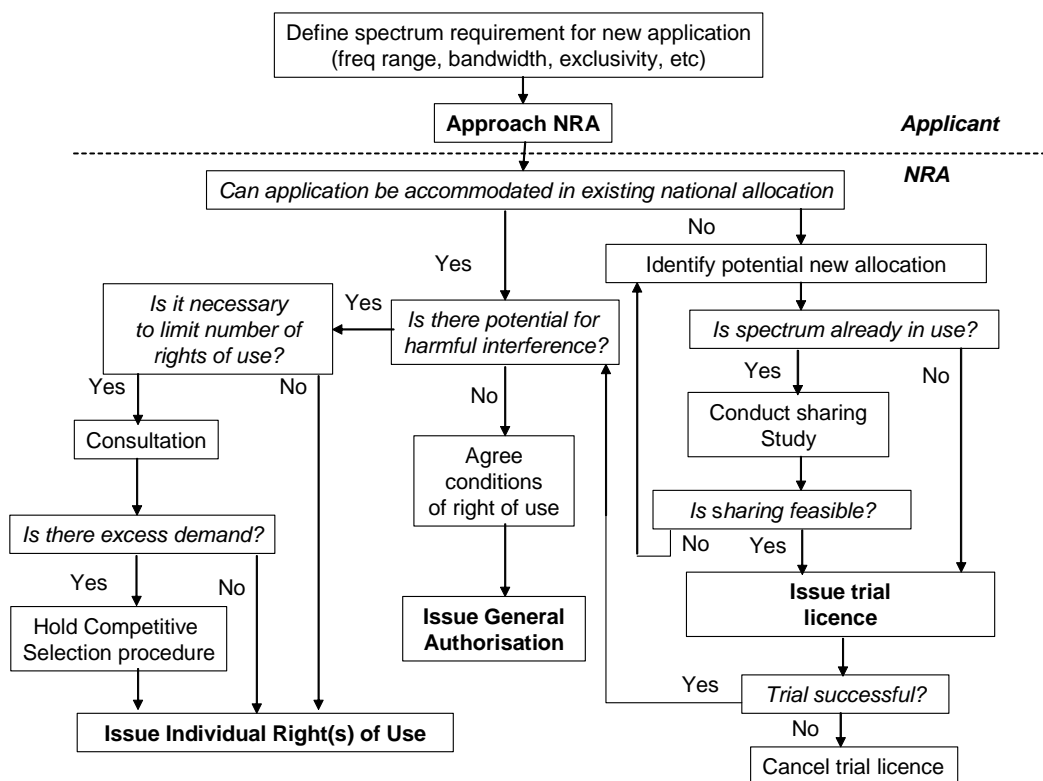 Define spectrum requirement for new application
(freq range, bandwidth, exclusivity, etc)
Approach NRA
Applicant
NRA
Can application be accommodated in existing national allocation
No
Yes
Identify potential new allocation
Is it necessary
to limit number of
rights of use?
Yes
Is there potential for
harmful interference?
Is spectrum already in use?
Yes
No
No
Yes
No
Consultation
Conduct sharing
Study
Agree
conditions
of right of use
Is sharing feasible?
Is there excess demand?
No
Yes
Yes
No
Issue trial
licence
Hold Competitive
Selection procedure
Issue General
Authorisation
Yes
Trial successful?
Issue Individual Right(s) of Use
No
Cancel trial licence